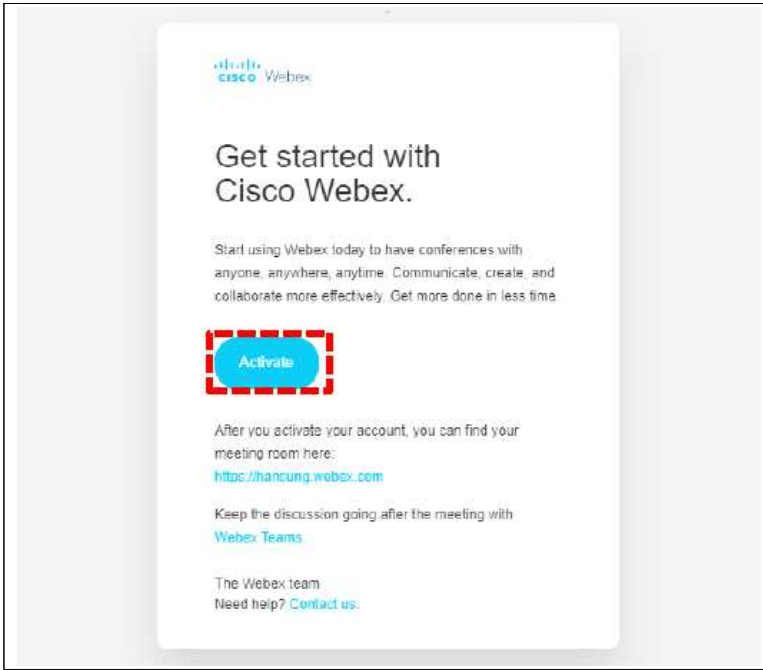 CISCO Webex
Get started with
Cisco Webex.
Start using Webex today to have conferences with
anyone, anywhere, anytime. Communicate, create, and
collaborate more effectively. Get more done in less time.
Activate
After you activate your account, you can find your
meeting room here:
https://hansung.webex.com
Keep the discussion going after the meeting with
Webex Teams.
The Webex team
Need help? Contact us.